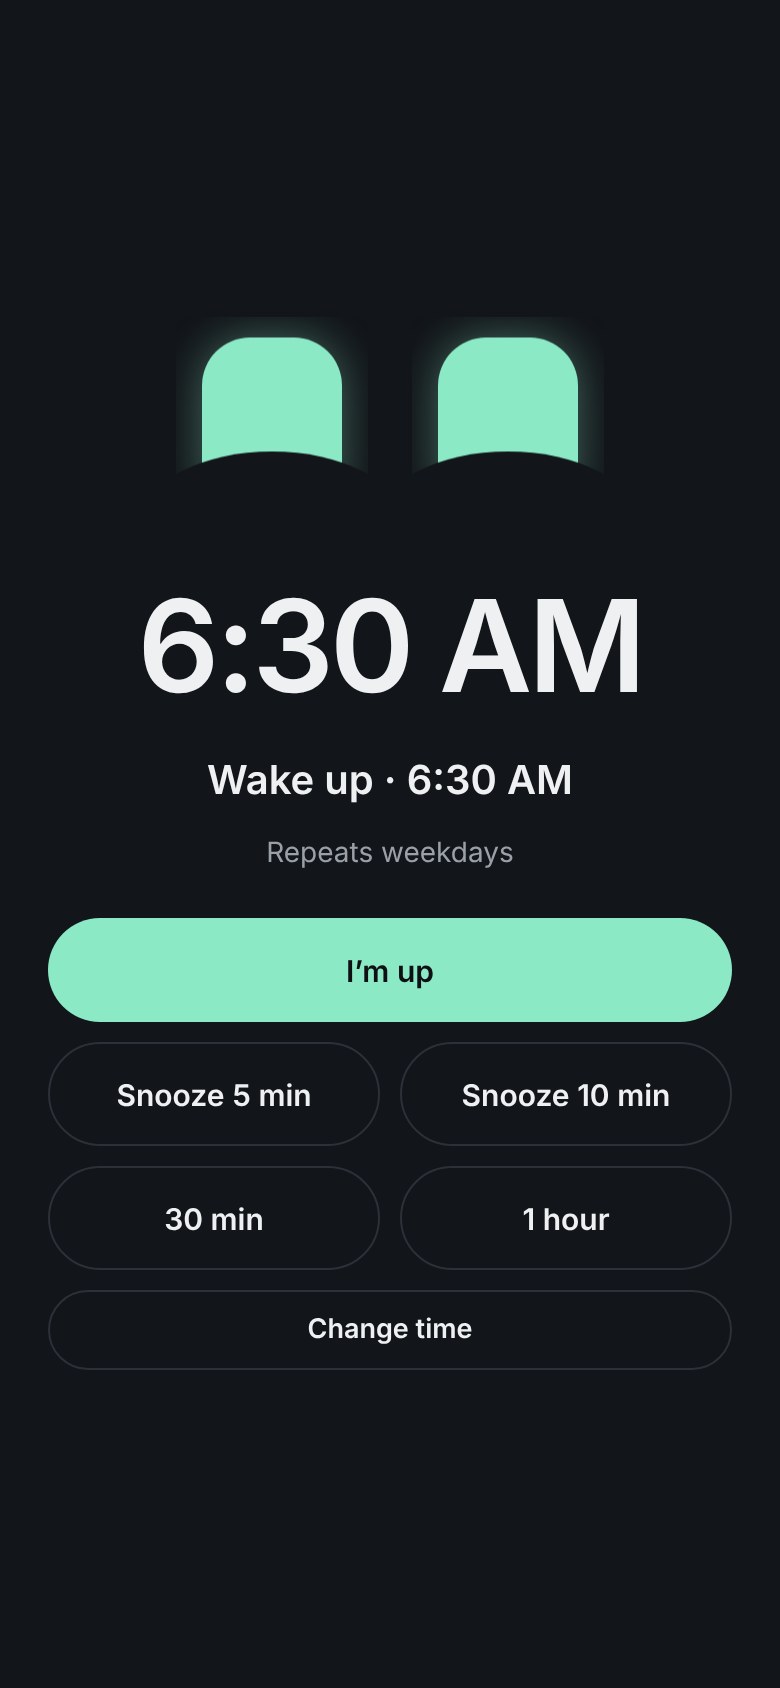 6:30 AM
Wake up · 6:30 AM
Repeats weekdays
I’m up
Snooze 5 min
Snooze 10 min
30 min
1 hour
Change time